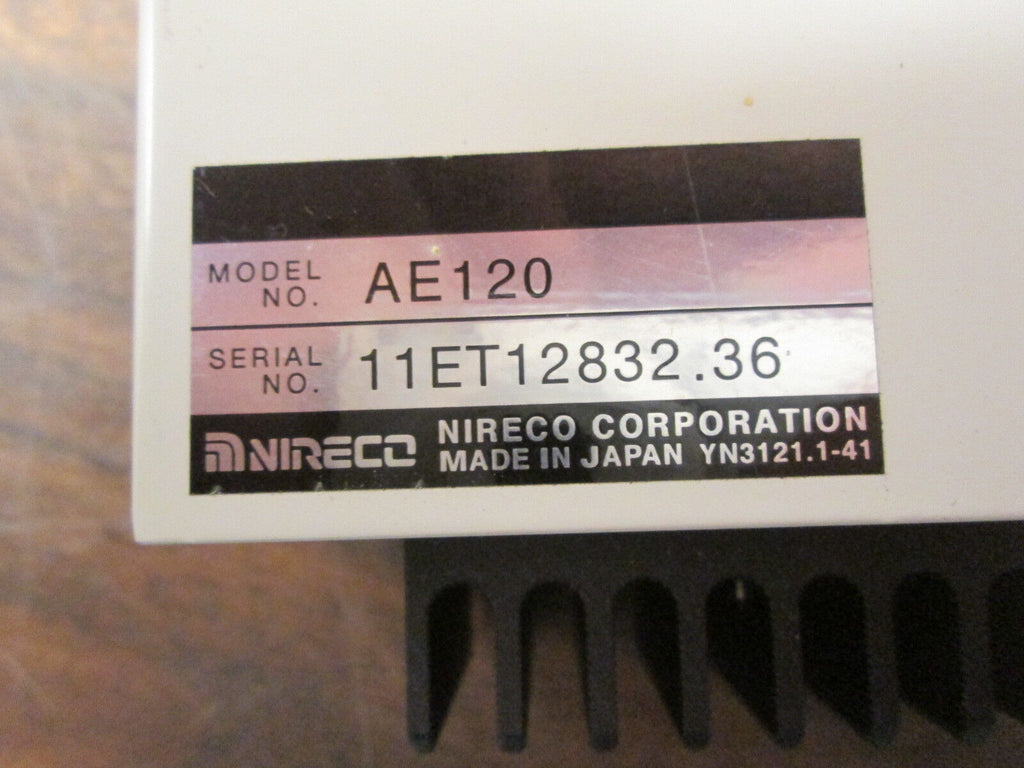 MODEL NO. AE120
SERIAL NO. 11ET12832.36
NIRECO NIRECO CORPORATION
MADE IN JAPAN YN3121.1-41